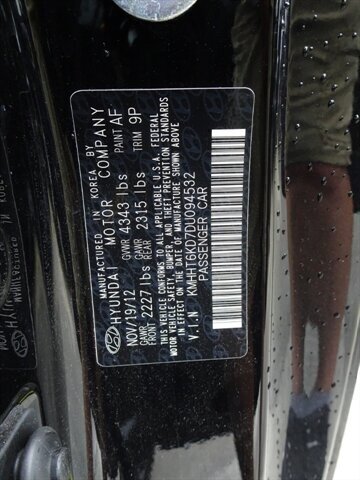 MANUFACTURED IN KOREA BY
HYUNDAI MOTOR COMPANY
NOV/19/12 GVWR 4343 lbs PAINT AF
GAWR FRONT 2227 lbs GAWR REAR 2315 lbs TRIM 9P
THIS VEHICLE CONFORMS TO ALL APPLICABLE U.S.A. FEDERAL
MOTOR VEHICLE SAFETY BUMPER AND THEFT PREVENTION STANDARDS
IN EFFECT ON THE DATE OF MANUFACTURE SHOWN ABOVE
V.I.N. KMHHT6KD7DU094532
PASSENGER CAR